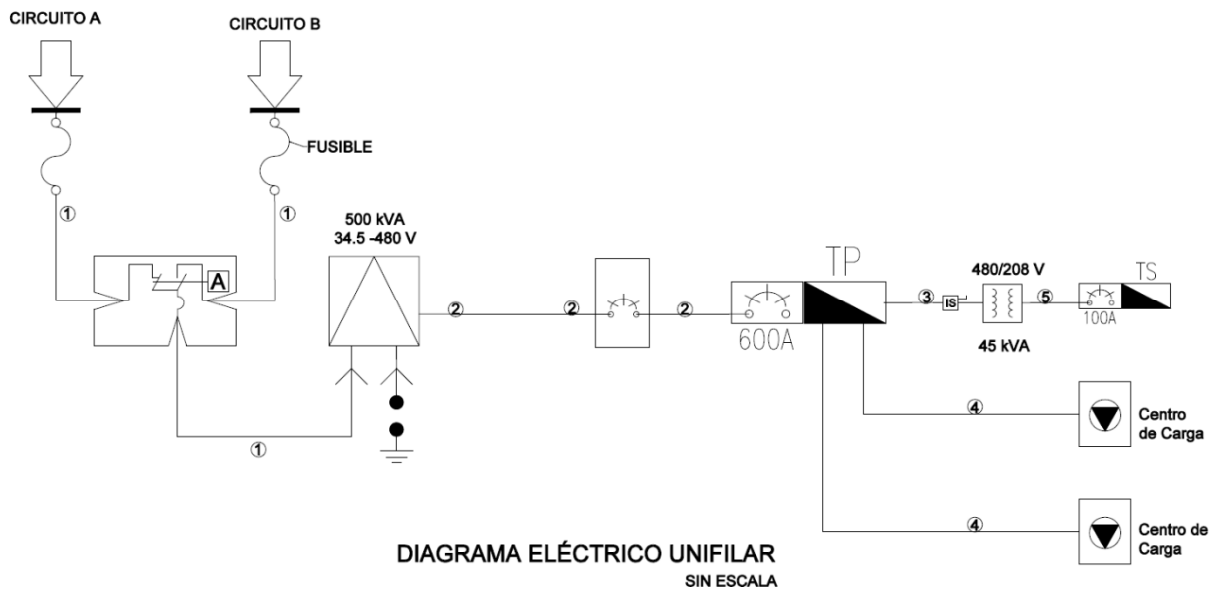 CIRCUITO A
CIRCUITO B
FUSIBLE
1
1
A
500 kVA
34.5 -480 V
2
2
2
TP
600A
3
IS
480/208 V
45 kVA
5
TS
100A
4
Centro
de Carga
1
4
Centro de
Carga
DIAGRAMA ELÉCTRICO UNIFILAR
SIN ESCALA